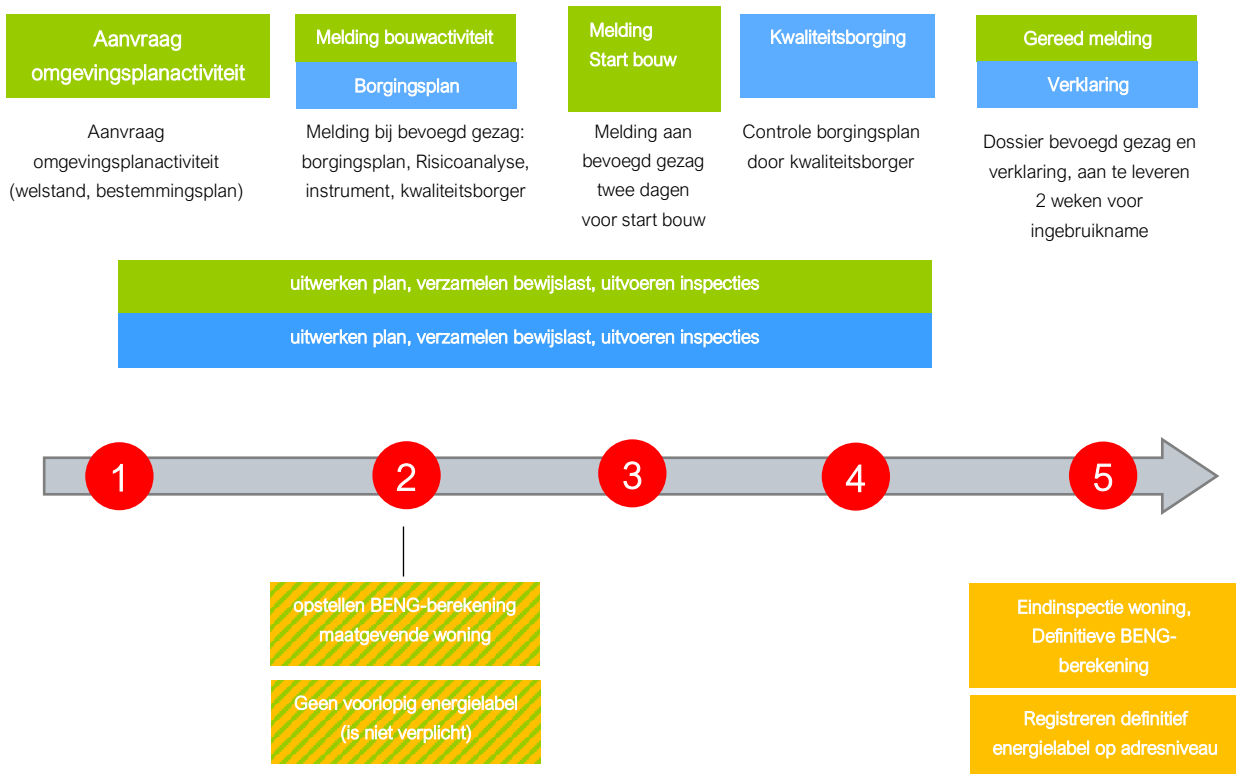 Aanvraag
omgevingsplanactiviteit
Aanvraag
omgevingsplanactiviteit
(welstand, bestemmingsplan)
Melding bouwactiviteit
Borgingsplan
Melding bij bevoegd gezag:
borgingsplan, Risicoanalyse,
instrument, kwaliteitsborger
Melding
Start bouw
Melding aan
bevoegd gezag
twee dagen
voor start bouw
Kwaliteitsborging
Controle borgingsplan
door kwaliteitsborger
Gereed melding
Verklaring
Dossier bevoegd gezag en
verklaring, aan te leveren
2 weken voor
ingebruikname
uitwerken plan, verzamelen bewijslast, uitvoeren inspecties
uitwerken plan, verzamelen bewijslast, uitvoeren inspecties
1
2
3
4
5
opstellen BENG-berekening
maatgevende woning
Geen voorlopig energielabel
(is niet verplicht)
Eindinspectie woning,
Definitieve BENG-
berekening
Registreren definitief
energielabel op adresniveau